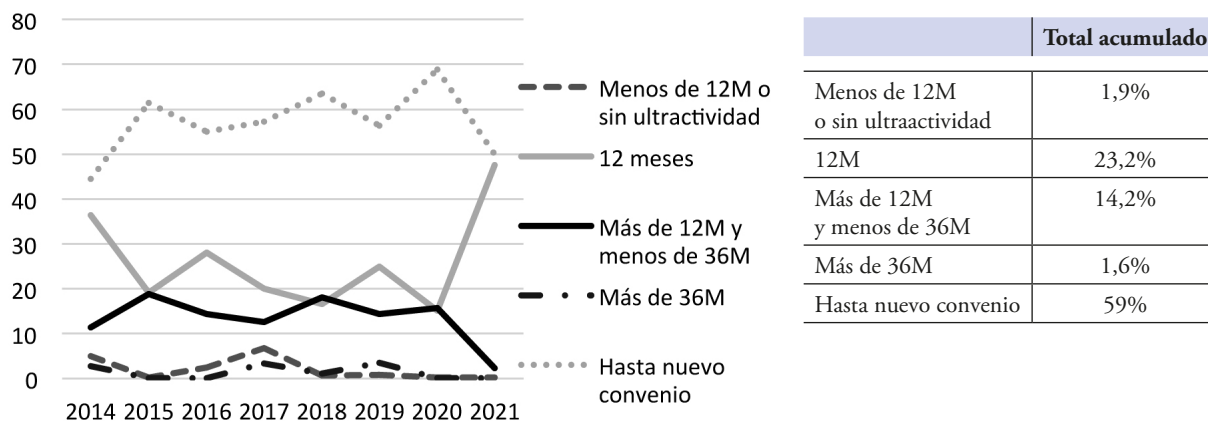 80
70
60
50
40
30
20
10
0
2014 2015 2016 2017 2018 2019 2020 2021
Menos de 12M o
sin ultractividad
12 meses
Más de 12M y
menos de 36M
Más de 36M
Hasta nuevo
convenio
Total acumulado
Menos de 12M
o sin ultraactividad
1,9%
12M 23,2%
Más de 12M
y menos de 36M
14,2%
Más de 36M 1,6%
Hasta nuevo convenio 59%